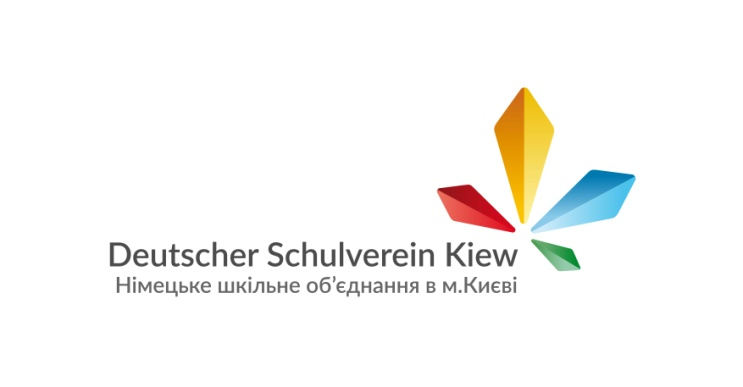 Deutscher Schulverein Kiew
Німецьке шкільне об’єднання в м.Києві